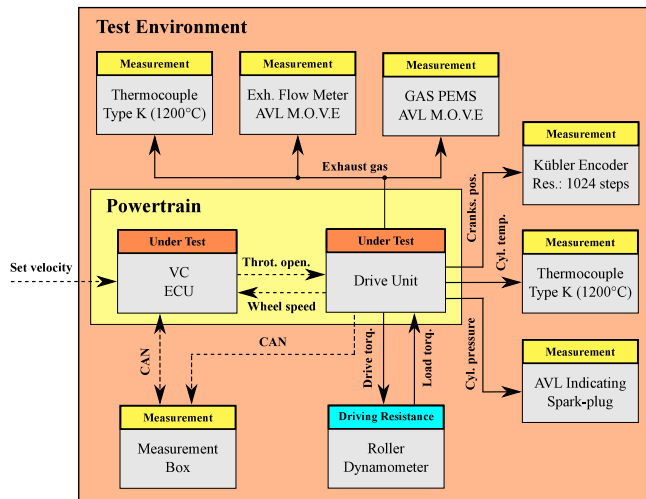 Test Environment
Measurement
Thermocouple
Type K (1200°C)
Measurement
Exh. Flow Meter
AVL M.O.V.E
Measurement
GAS PEMS
AVL M.O.V.E
Exhaust gas
Measurement
Kübler Encoder
Res.: 1024 steps
Cranks. pos.
Cyl. temp.
Powertrain
Under Test
VC
ECU
Throt. open.
Wheel speed
Under Test
Drive Unit
Set velocity
Measurement
Thermocouple
Type K (1200°C)
Cyl. pressure
CAN
CAN
Drive torq.
Load torq.
Measurement
AVL Indicating
Spark-plug
Measurement
Measurement
Box
Driving Resistance
Roller
Dynamometer